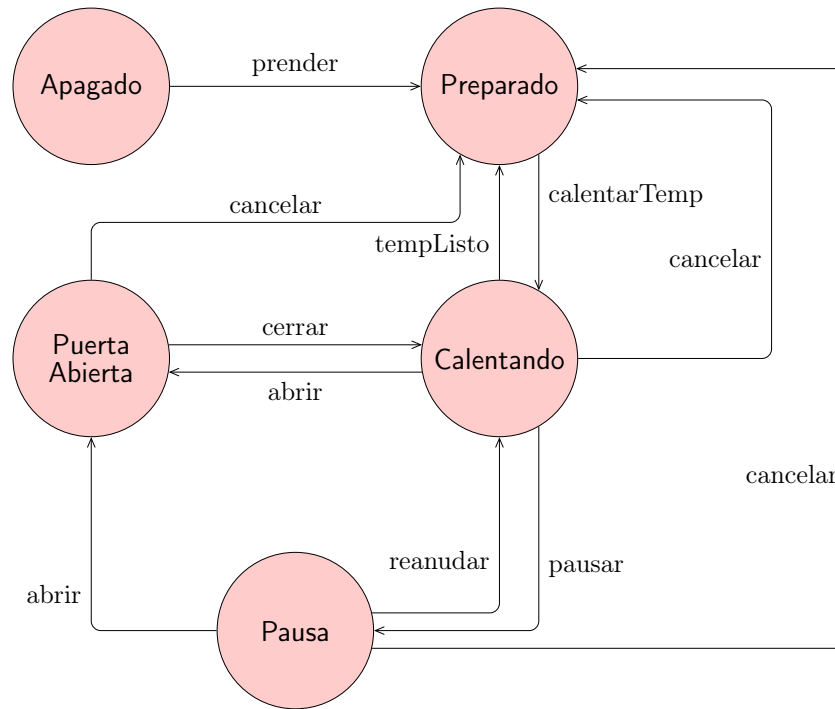 prender
Apagado
Preparado
calentarTemp
cancelar
tempListo
cancelar
cerrar
Puerta
Abierta
Calentando
abrir
cancelar
reanudar
pausar
abrir
Pausa